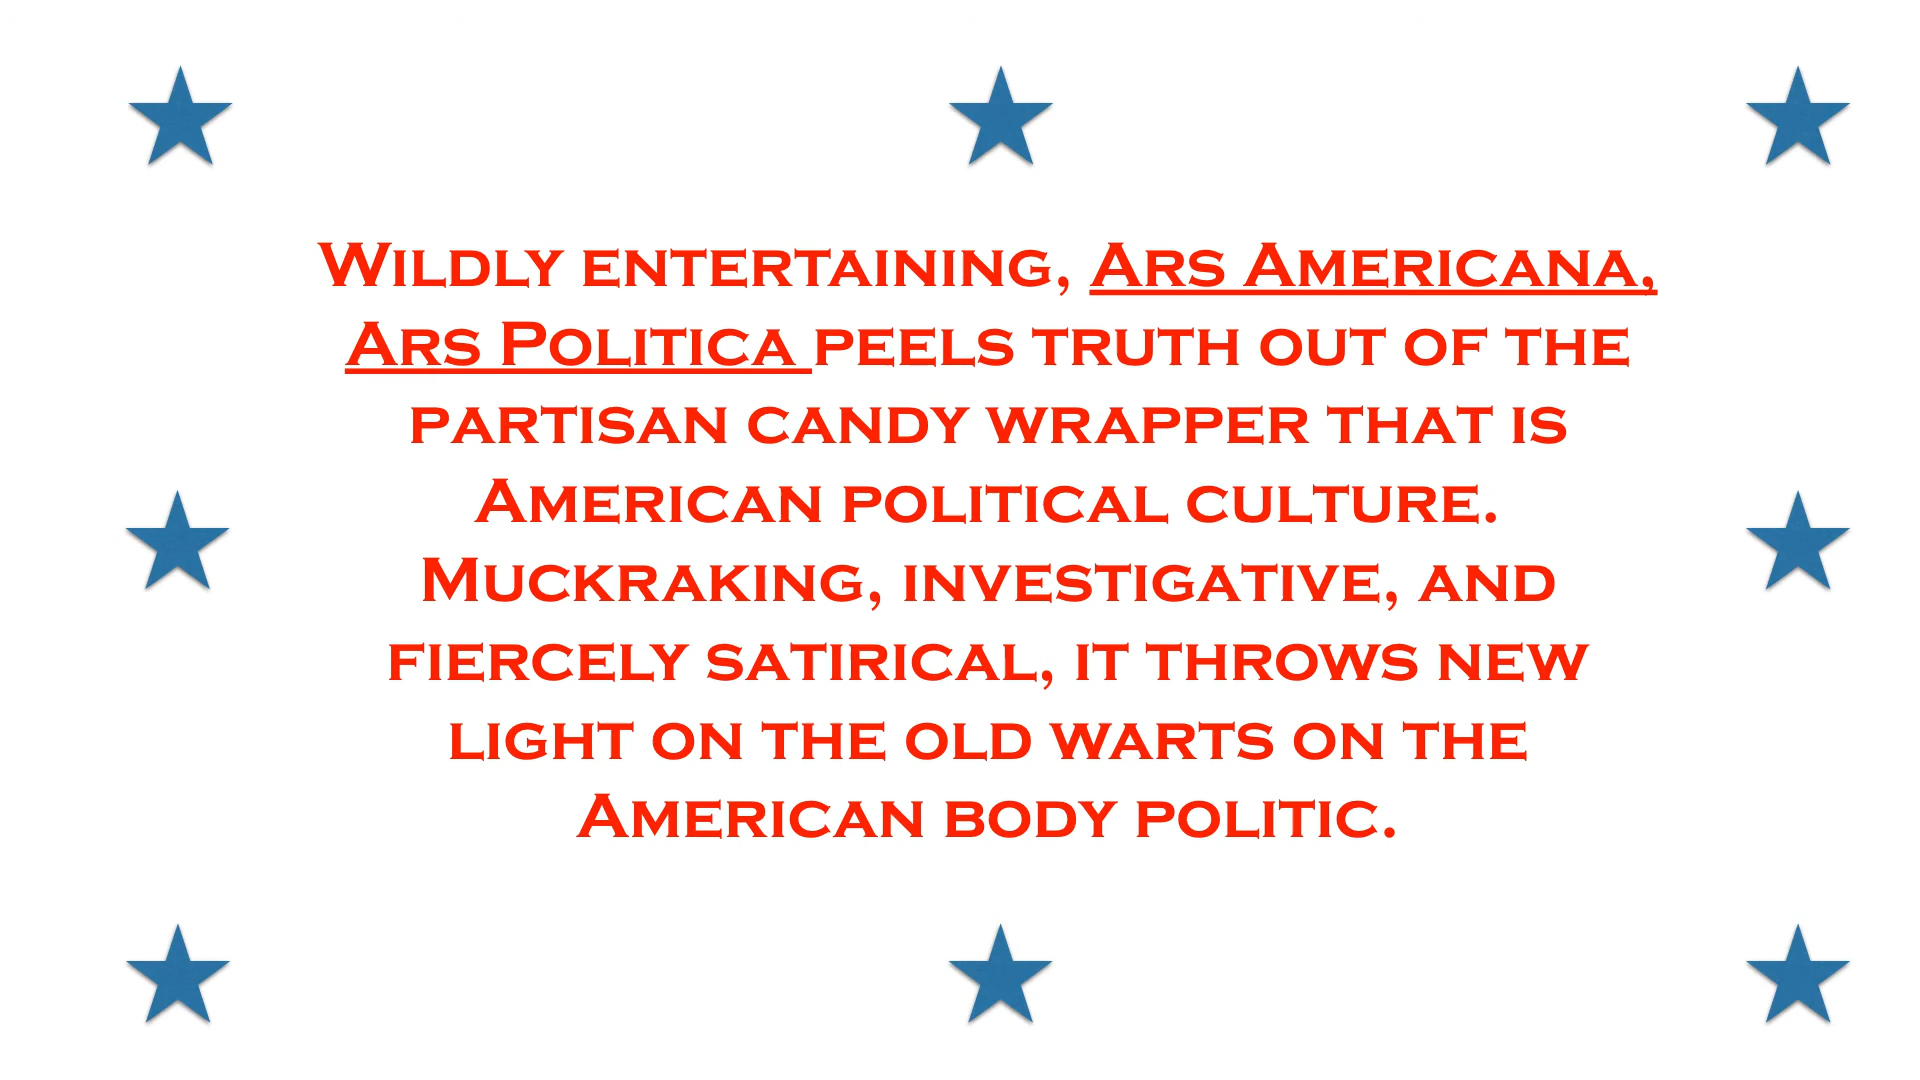 Wildly entertaining, Ars Americana,
Ars Politica peels truth out of the
partisan candy wrapper that is
American political culture.
Muckraking, investigative, and
fiercely satirical, it throws new
light on the old warts on the
American body politic.